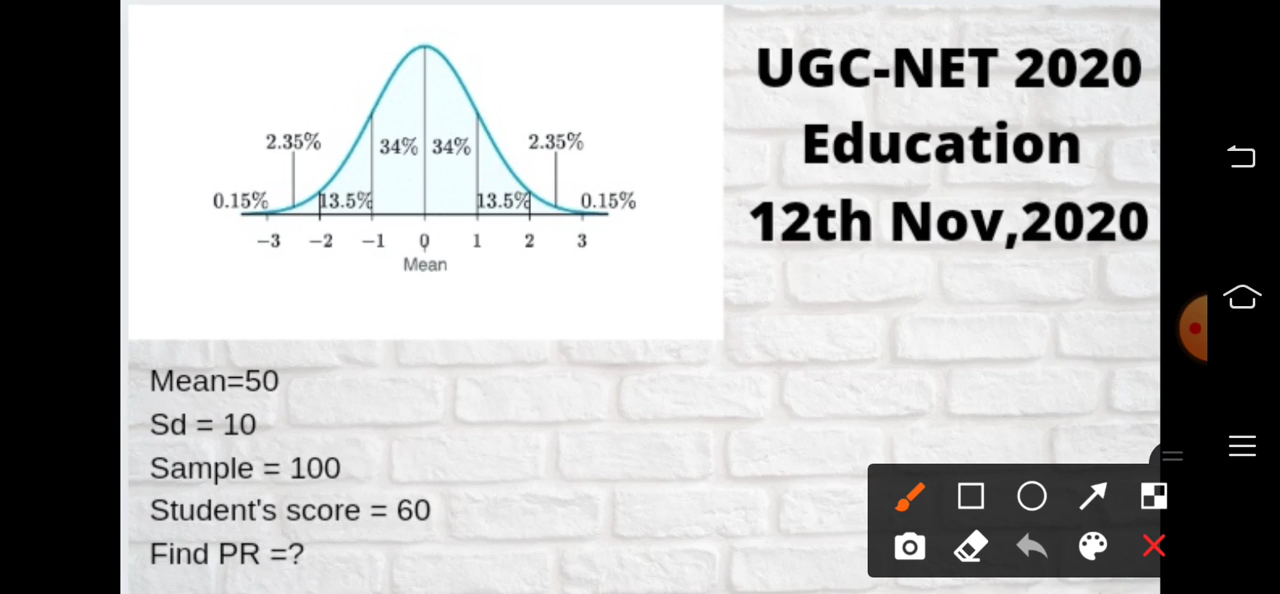 UGC-NET 2020
Education
12th Nov,2020
2.35% 2.35%
34% 34%
0.15% 13.5% 13.5% 0.15%
−3 −2 −1 0 1 2 3
Mean
Mean=50
Sd = 10
Sample = 100
Student's score = 60
Find PR =?